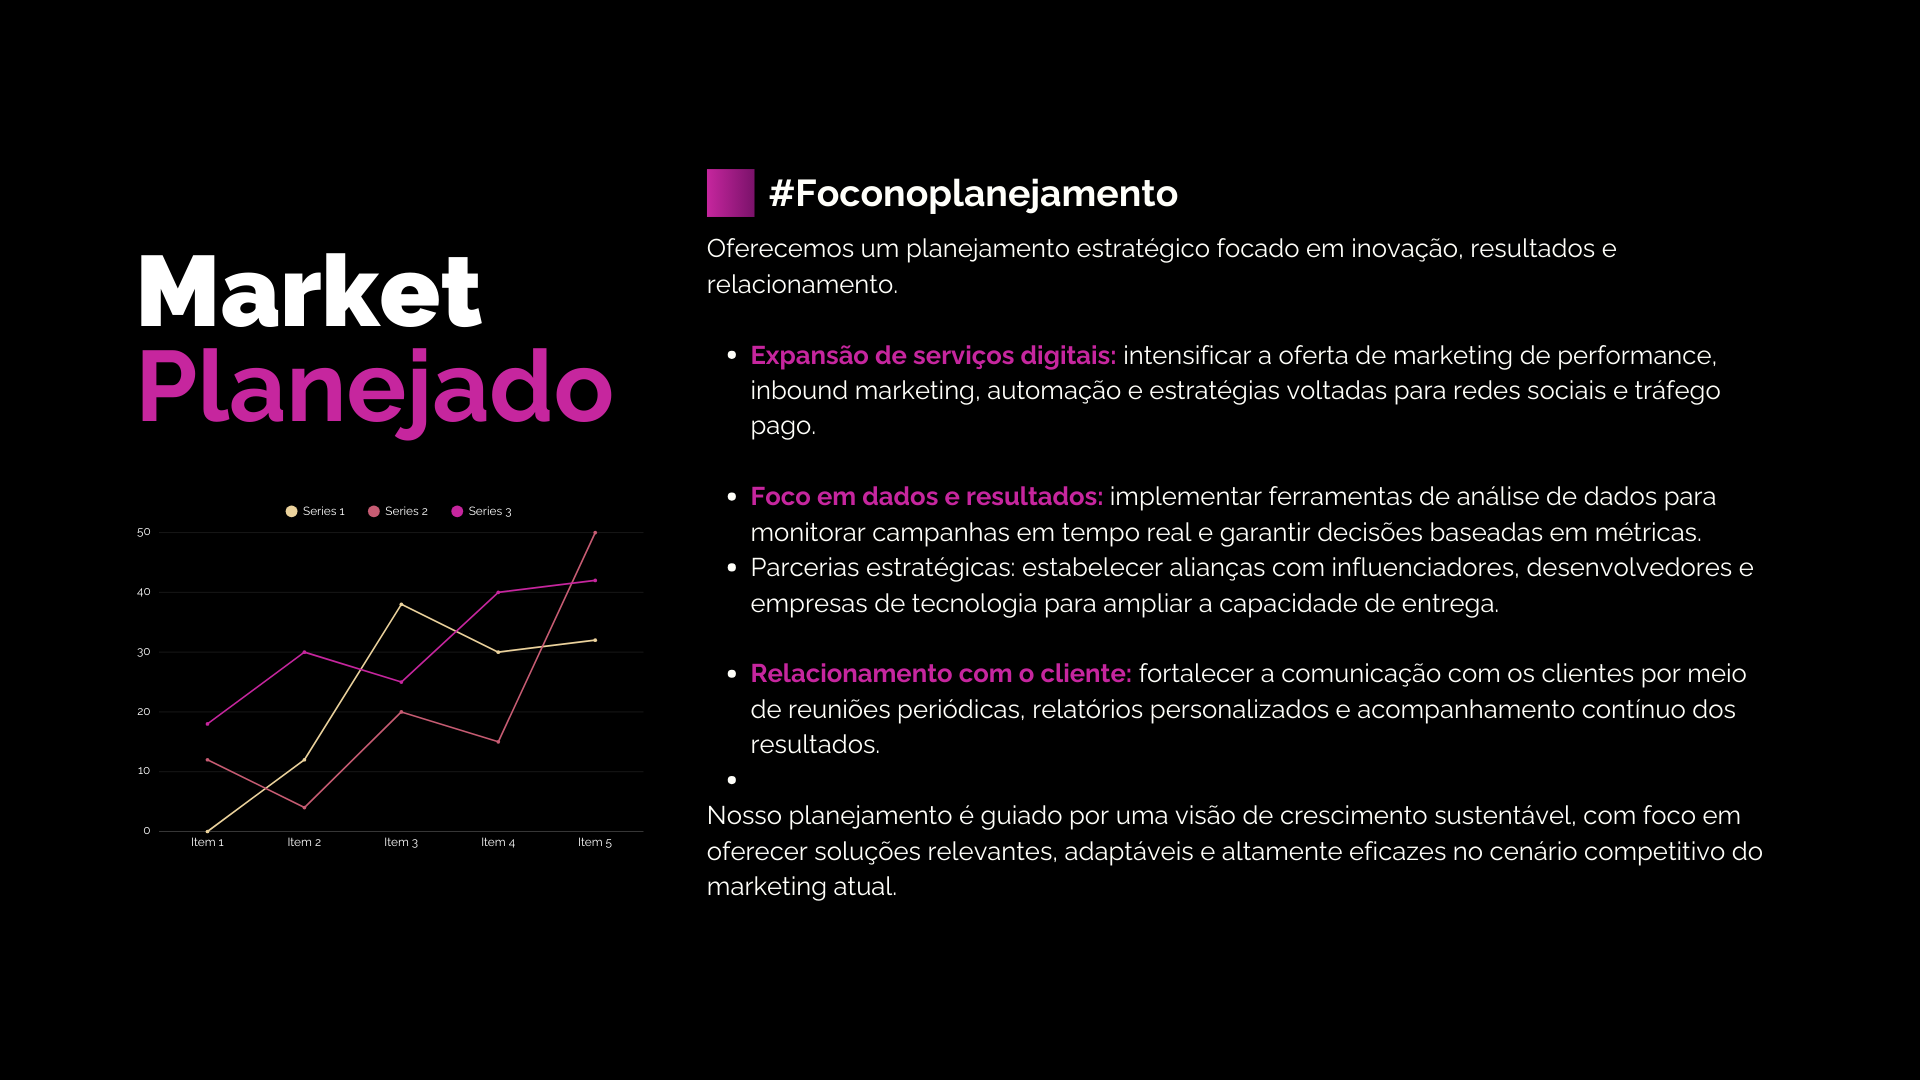 Market
Planejado
Series 1
Series 2
Series 3
50
40
30
20
10
0
Item 1
Item 2
Item 3
Item 4
Item 5
#Foconoplanejamento
Oferecemos um planejamento estratégico focado em inovação, resultados e
relacionamento.
Expansão de serviços digitais: intensificar a oferta de marketing de performance,
inbound marketing, automação e estratégias voltadas para redes sociais e tráfego
pago.
Foco em dados e resultados: implementar ferramentas de análise de dados para
monitorar campanhas em tempo real e garantir decisões baseadas em métricas.
Parcerias estratégicas: estabelecer alianças com influenciadores, desenvolvedores e
empresas de tecnologia para ampliar a capacidade de entrega.
Relacionamento com o cliente: fortalecer a comunicação com os clientes por meio
de reuniões periódicas, relatórios personalizados e acompanhamento contínuo dos
resultados.
Nosso planejamento é guiado por uma visão de crescimento sustentável, com foco em
oferecer soluções relevantes, adaptáveis e altamente eficazes no cenário competitivo do
marketing atual.